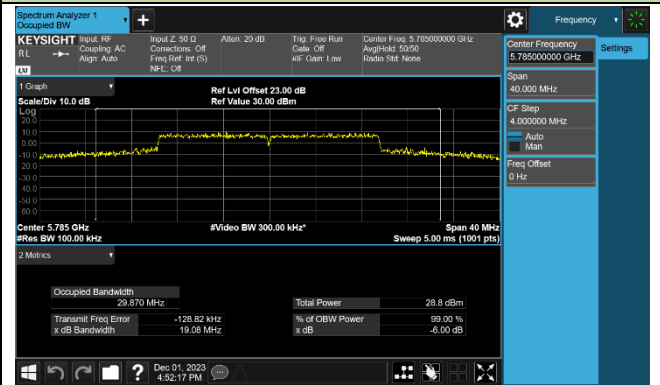 Spectrum Analyzer 1
Occupied BW
Frequency
KEYSIGHT
Input: RF
Input Z: 50 Ω
Atten: 20 dB
Trig: Free Run
Center Freq: 5.785000000 GHz
RL
Coupling: AC
Corrections: Off
Gate: Off
Avg|Hold: 50/50
Align: Auto
Freq Ref: Int (S)
#IF Gain: Low
Radio Std: None
NFE: Off
LXI
Center Frequency
5.785000000 GHz
Settings
Span
40.000 MHz
CF Step
4.000000 MHz
Auto
Man
Freq Offset
0 Hz
1 Graph
Ref Lvl Offset 23.00 dB
Scale/Div 10.0 dB
Ref Value 30.00 dBm
Log
20.0
10.0
0.00
-10.0
-20.0
-30.0
-40.0
-50.0
-60.0
Center 5.785 GHz
#Video BW 300.00 kHz*
Span 40 MHz
#Res BW 100.00 kHz
Sweep 5.00 ms (1001 pts)
2 Metrics
Occupied Bandwidth
29.870 MHz
Total Power
28.8 dBm
Transmit Freq Error
-128.82 kHz
% of OBW Power
99.00 %
x dB Bandwidth
19.08 MHz
x dB
-6.00 dB
Dec 01, 2023
4:52:17 PM